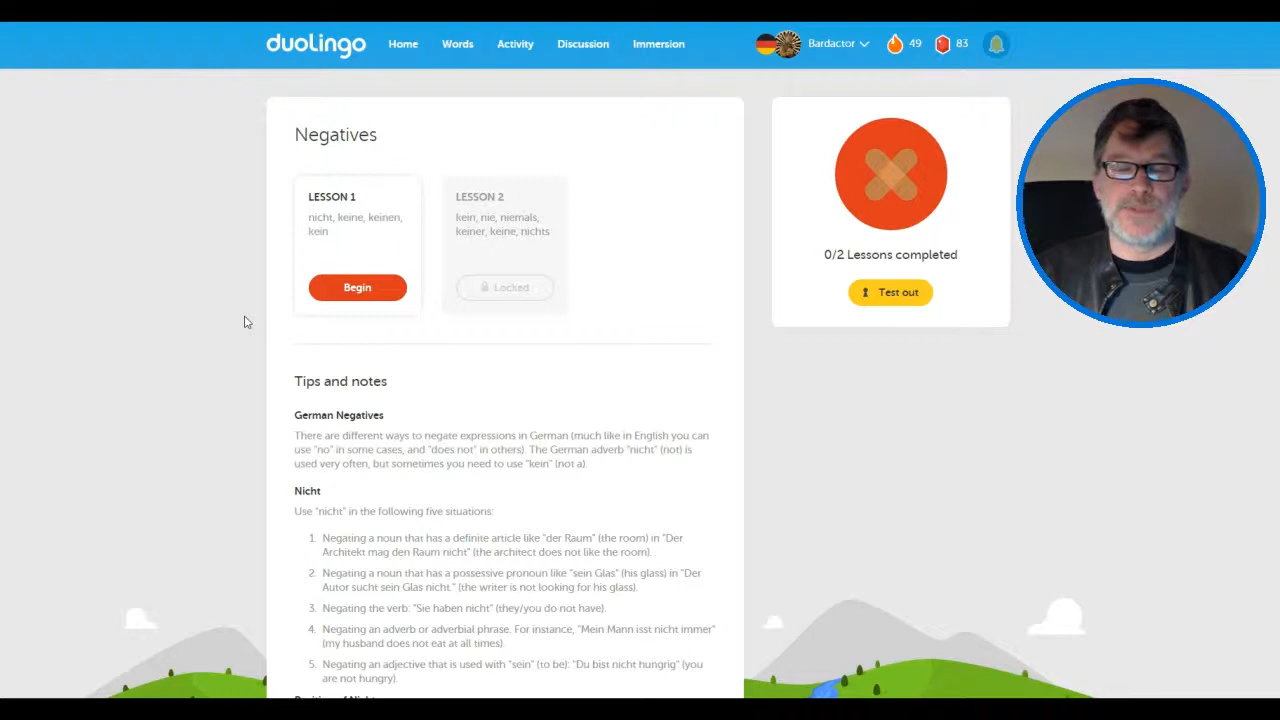 duolingo Home Words Activity Discussion Immersion Bardactor 49 83
Negatives
LESSON 1
nicht, keine, keinen,
kein
Begin
LESSON 2
kein, nie, niemals,
keiner, keine, nichts
Locked
0/2 Lessons completed
Test out
Tips and notes
German Negatives
There are different ways to negate expressions in German (much like in English you can
use "no" in some cases, and "does not" in others). The German adverb "nicht" (not) is
used very often, but sometimes you need to use "kein" (not a).
Nicht
Use "nicht" in the following five situations:
1. Negating a noun that has a definite article like "der Raum" (the room) in "Der
Architekt mag den Raum nicht" (the architect does not like the room).
2. Negating a noun that has a possessive pronoun like "sein Glas" (his glass) in "Der
Autor sucht sein Glas nicht." (the writer is not looking for his glass).
3. Negating the verb: "Sie haben nicht" (they/you do not have).
4. Negating an adverb or adverbial phrase. For instance, "Mein Mann isst nicht immer"
(my husband does not eat at all times).
5. Negating an adjective that is used with "sein" (to be): "Du bist nicht hungrig" (you
are not hungry).